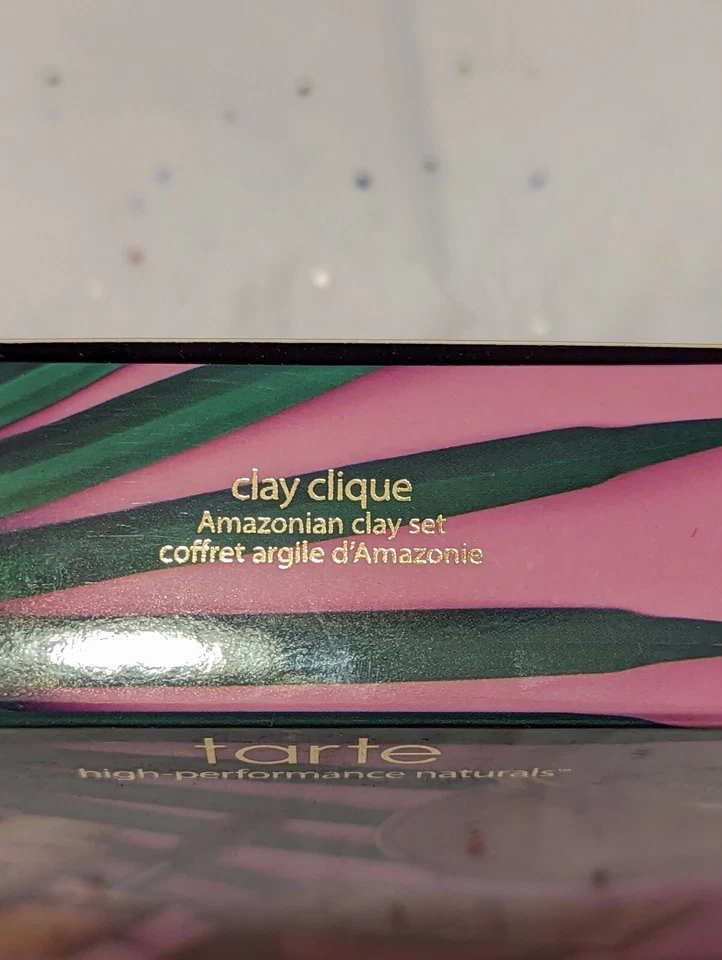 clay clique
Amazonian clay set
coffret argile d'Amazonie
tarte
high-performance naturals™